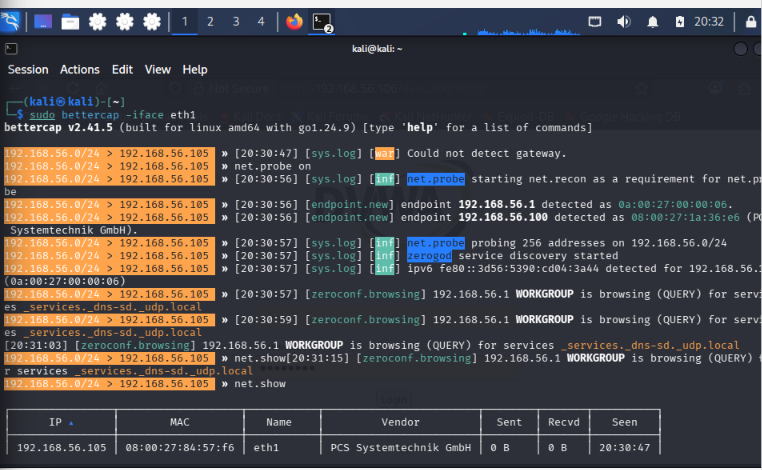 1 2 3 4 2 20:32
kali@kali: ~
Session Actions Edit View Help
┌──(kali㉿kali)-[~]
└─$ sudo bettercap -iface eth1
bettercap v2.41.5 (built for linux amd64 with go1.24.9) [type 'help' for a list of commands]
192.168.56.0/24 > 192.168.56.105 » [20:30:47] [sys.log] [war] Could not detect gateway.
192.168.56.0/24 > 192.168.56.105 » net.probe on
192.168.56.0/24 > 192.168.56.105 » [20:30:56] [sys.log] [inf] net.probe starting net.recon as a requirement for net.pro
be
192.168.56.0/24 > 192.168.56.105 » [20:30:56] [endpoint.new] endpoint 192.168.56.1 detected as 0a:00:27:00:00:06.
192.168.56.0/24 > 192.168.56.105 » [20:30:56] [endpoint.new] endpoint 192.168.56.100 detected as 08:00:27:1a:36:e6 (PC
Systemtechnik GmbH).
192.168.56.0/24 > 192.168.56.105 » [20:30:57] [sys.log] [inf] net.probe probing 256 addresses on 192.168.56.0/24
192.168.56.0/24 > 192.168.56.105 » [20:30:57] [sys.log] [inf] zerogod service discovery started
192.168.56.0/24 > 192.168.56.105 » [20:30:57] [sys.log] [inf] ipv6 fe80::3d56:5390:cd04:3a44 detected for 192.168.56.1
(0a:00:27:00:00:06)
192.168.56.0/24 > 192.168.56.105 » [20:30:57] [zeroconf.browsing] 192.168.56.1 WORKGROUP is browsing (QUERY) for servi
es _services._dns-sd._udp.local
192.168.56.0/24 > 192.168.56.105 » [20:30:59] [zeroconf.browsing] 192.168.56.1 WORKGROUP is browsing (QUERY) for servi
es _services._dns-sd._udp.local
[20:31:03] [zeroconf.browsing] 192.168.56.1 WORKGROUP is browsing (QUERY) for services _services._dns-sd._udp.local
192.168.56.0/24 > 192.168.56.105 » net.show[20:31:15] [zeroconf.browsing] 192.168.56.1 WORKGROUP is browsing (QUERY) f
r services _services._dns-sd._udp.local
192.168.56.0/24 > 192.168.56.105 » net.show
IP ▲ MAC Name Vendor Sent Recvd Seen
192.168.56.105 08:00:27:84:57:f6 eth1 PCS Systemtechnik GmbH 0 B 0 B 20:30:47